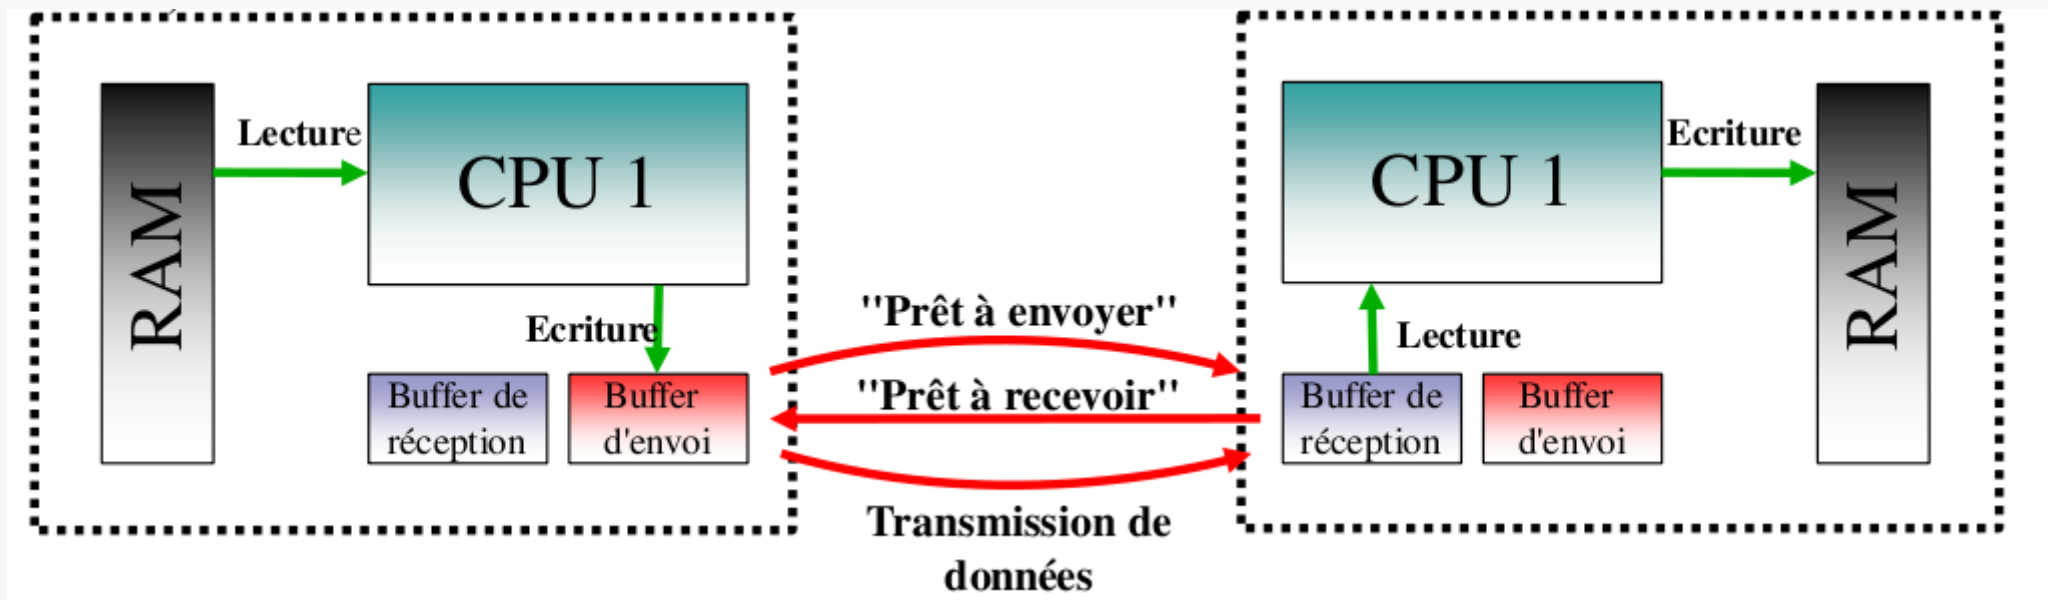 RAM
Lecture
CPU 1
Ecriture
Buffer de
réception
Buffer
d'envoi
"Prêt à envoyer"
"Prêt à recevoir"
Transmission de
données
CPU 1
Ecriture
Lecture
Buffer de
réception
Buffer
d'envoi
RAM